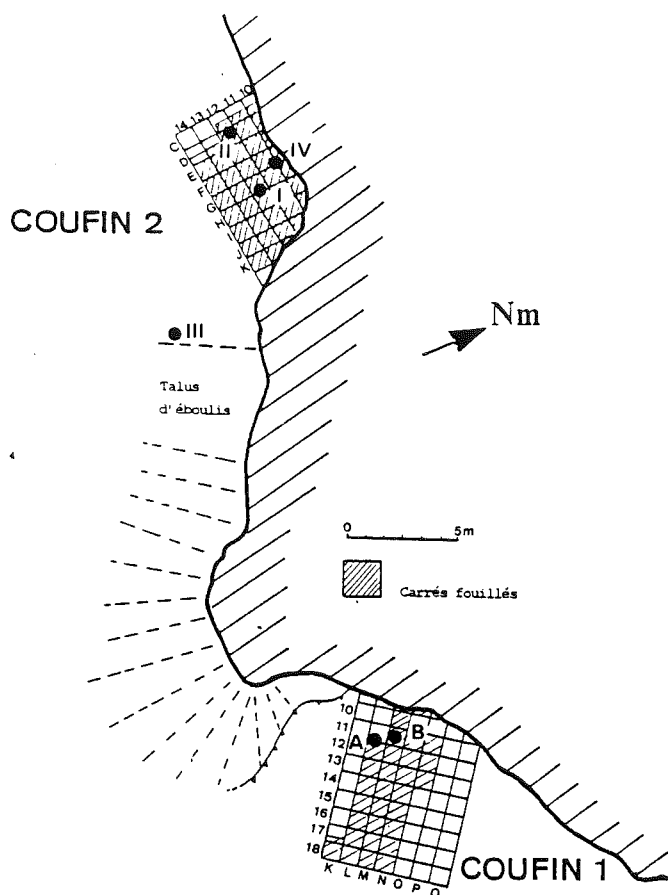 14 13 12 11 10
C
D
E
F
G
H
I
J
K
II
IV
I
COUFIN 2
III
Nm
Talus
d'éboulis
0 5m
Carrés fouillés
10
11
12
13
14
15
16
17
18
A
B
K L M N O P Q
COUFIN 1